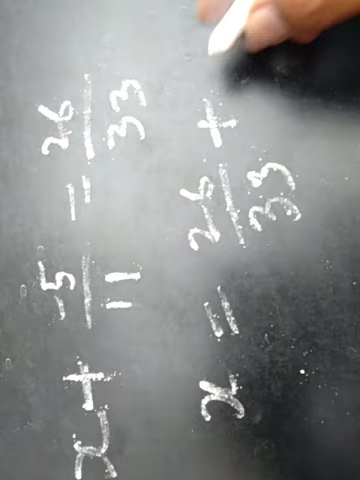 x + -5/11 = 26/33
x = 26/33 +